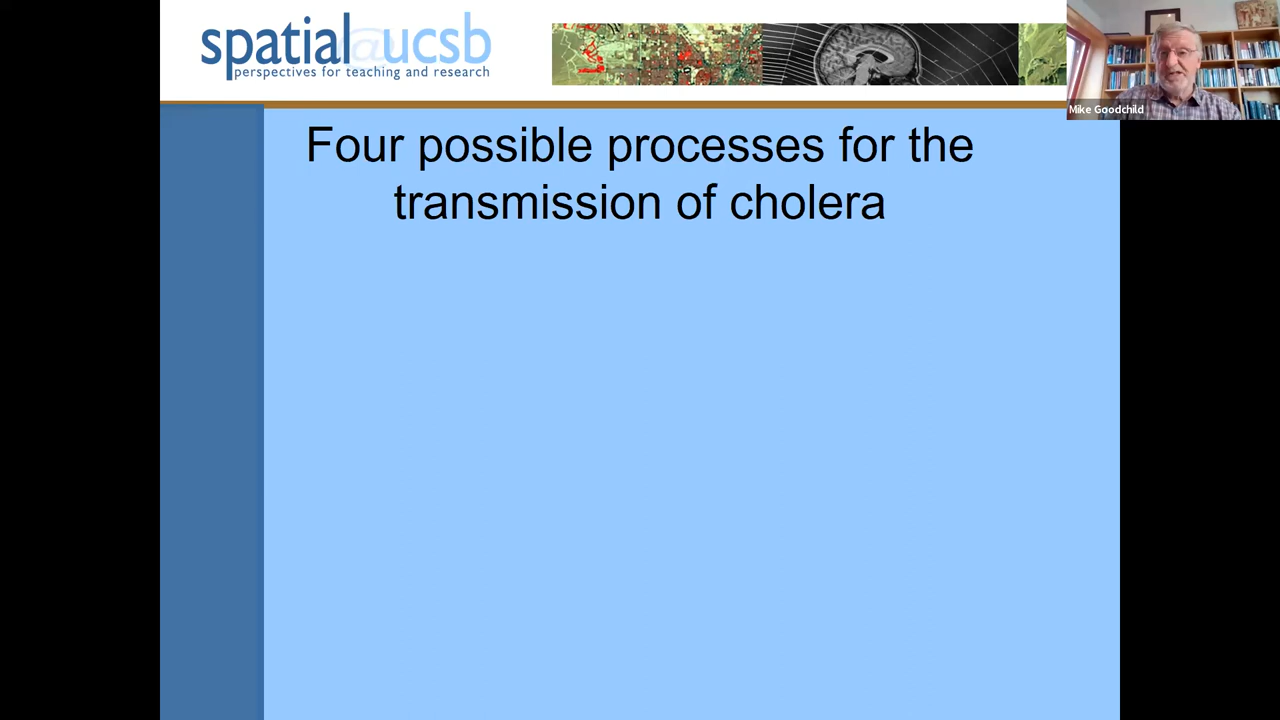 spatial@ucsb
perspectives for teaching and research
Mike Goodchild
Four possible processes for the
transmission of cholera